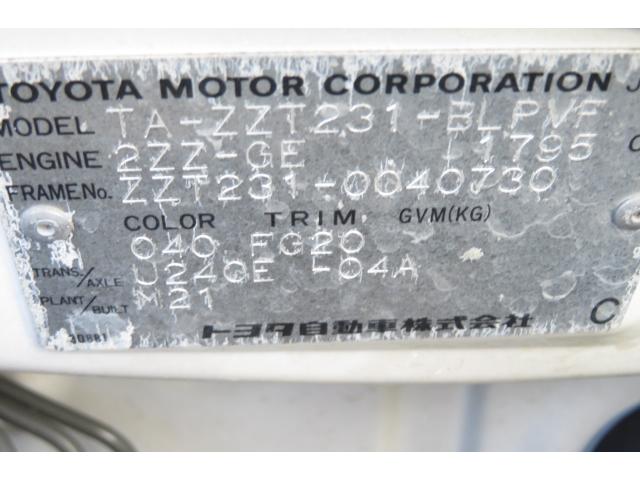 TOYOTA MOTOR CORPORATION J
MODEL TA-ZZT231-BLPVF
ENGINE 2ZZ-GE 1795 C
FRAME No. ZZT231-0040730
COLOR TRIM GVM(KG)
040 FG20
TRANS./AXLE U240E -04A
PLANT/BUILT M21
トヨタ自動車株式会社 C